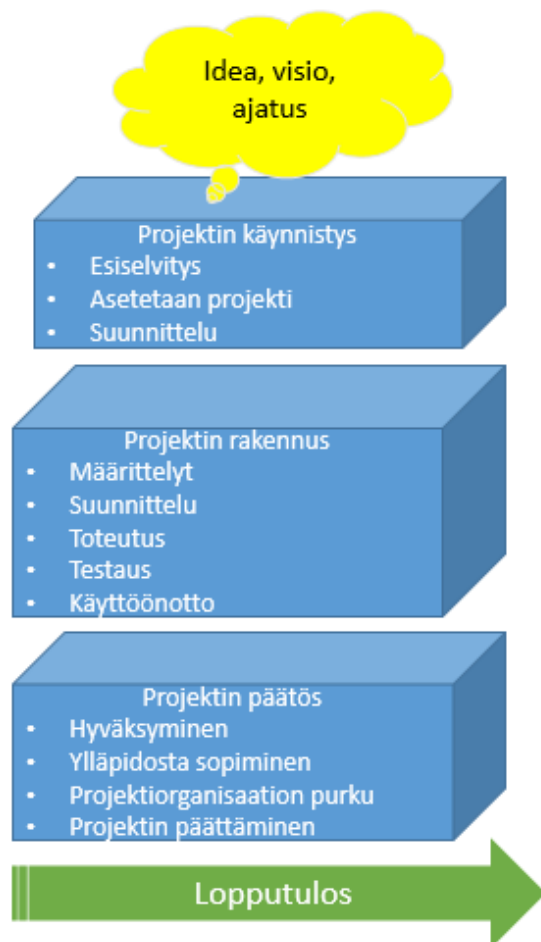 Idea, visio,
ajatus
Projektin käynnistys
• Esiselvitys
• Asetetaan projekti
• Suunnittelu
Projektin rakennus
• Määrittelyt
• Suunnittelu
• Toteutus
• Testaus
• Käyttöönotto
Projektin päätös
• Hyväksyminen
• Ylläpidosta sopiminen
• Projektiorganisaation purku
• Projektin päättäminen
Lopputulos